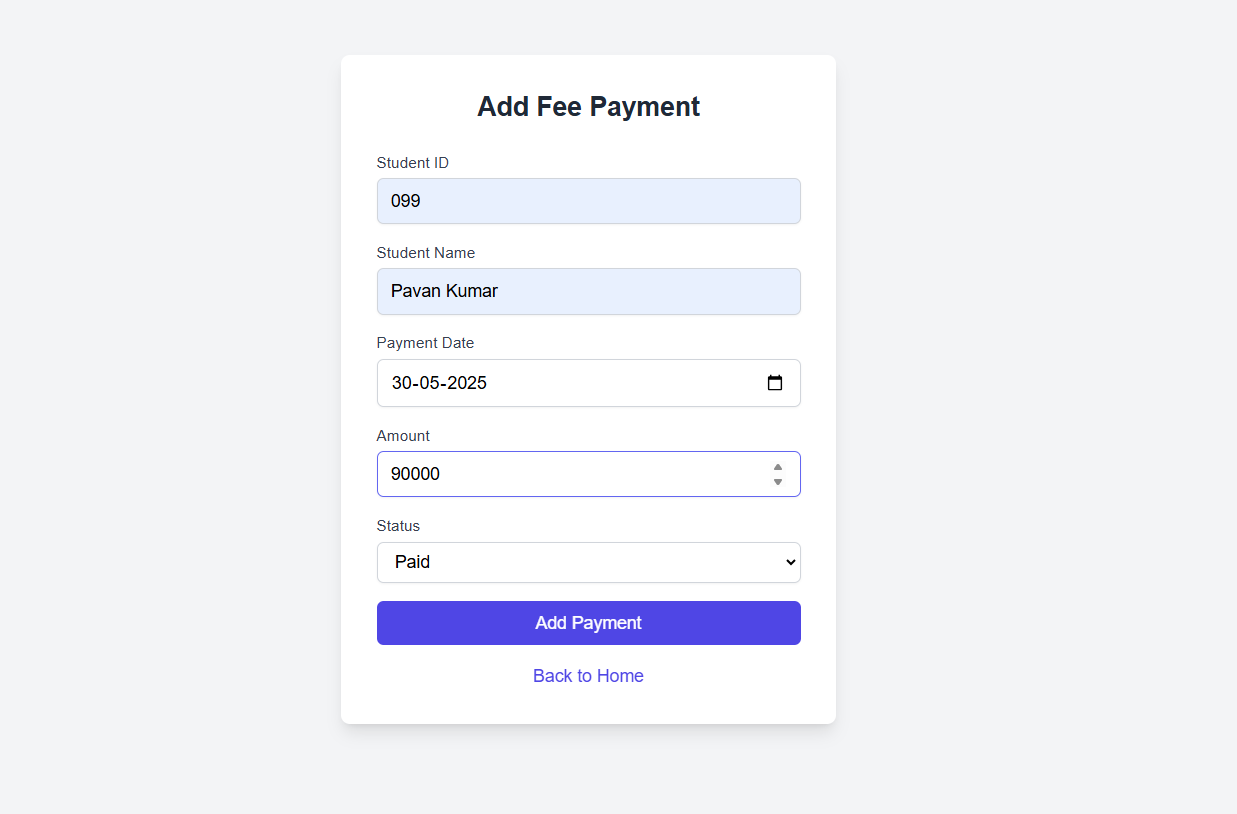 Add Fee Payment
Student ID
099
Student Name
Pavan Kumar
Payment Date
30-05-2025
Amount
90000
Status
Paid
Add Payment
Back to Home